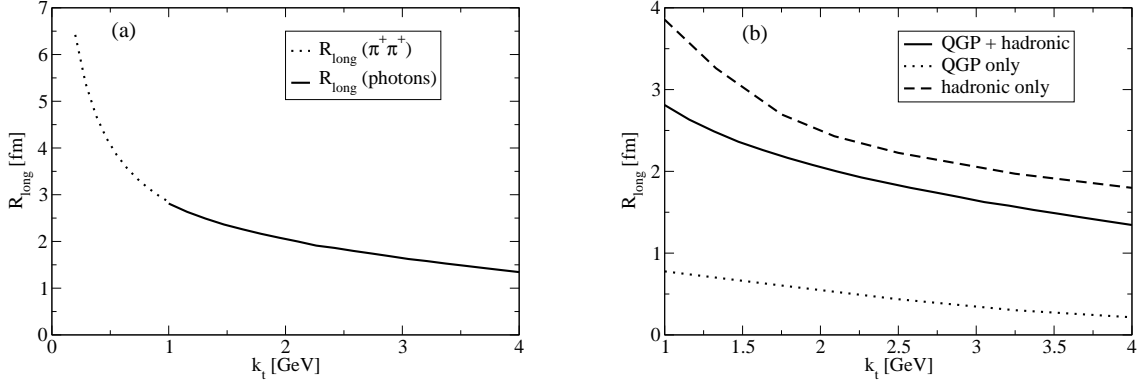 (a)
R_long (π⁺π⁺)
R_long (photons)
R_long [fm]
7
6
5
4
3
2
1
0
0 1 2 3 4
k_t [GeV]
(b)
QGP + hadronic
QGP only
hadronic only
R_long [fm]
4
3
2
1
0
1 1.5 2 2.5 3 3.5 4
k_t [GeV]